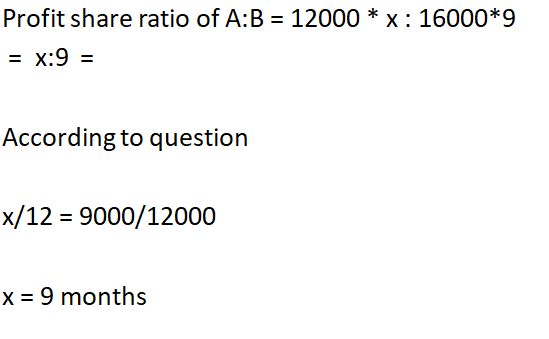 Profit share ratio of A:B = 12000 * x : 16000*9
= x:9 =
According to question
x/12 = 9000/12000
x = 9 months